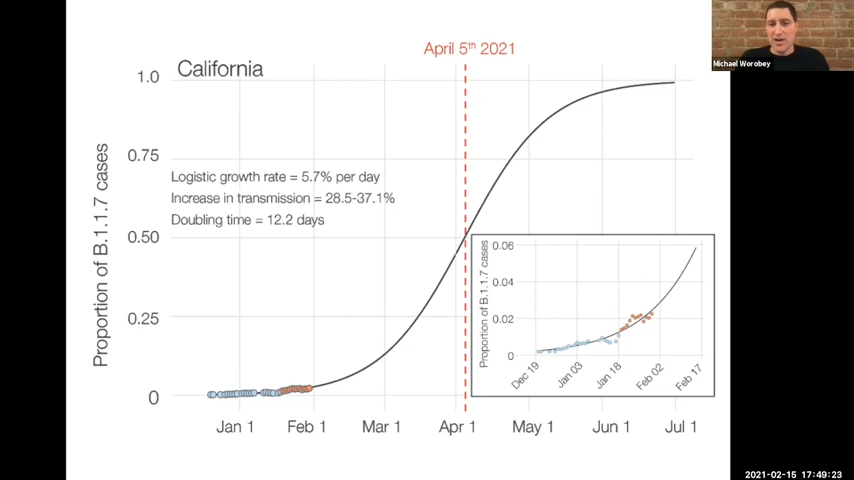 April 5th 2021
California
Michael Worobey
1.0
0.75
0.50
0.25
0
Proportion of B.1.1.7 cases
Logistic growth rate = 5.7% per day
Increase in transmission = 28.5-37.1%
Doubling time = 12.2 days
Proportion of B.1.1.7 cases
0.06
0.04
0.02
0
Dec 19
Jan 03
Jan 18
Feb 02
Feb 17
Jan 1
Feb 1
Mar 1
Apr 1
May 1
Jun 1
Jul 1
2021-02-15 17:49:23